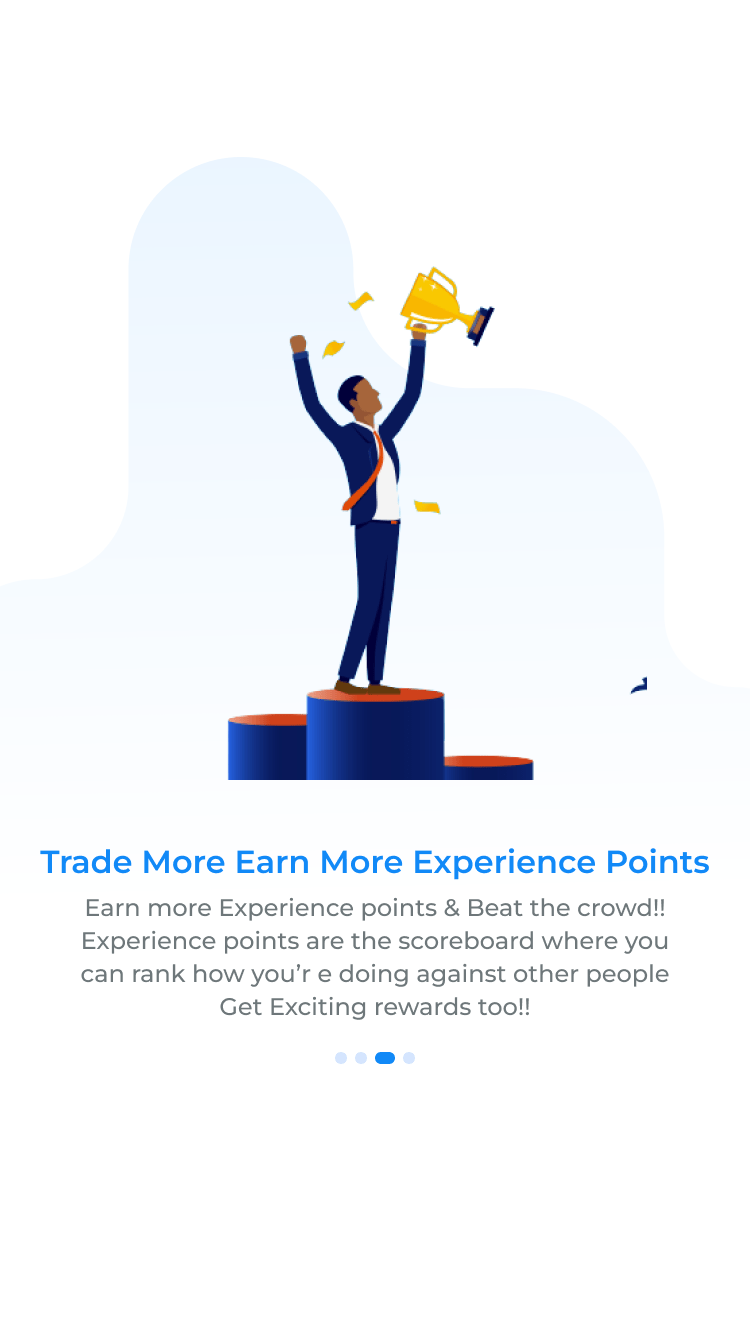 Trade More Earn More Experience Points
Earn more Experience points & Beat the crowd!!
Experience points are the scoreboard where you
can rank how you’r e doing against other people
Get Exciting rewards too!!